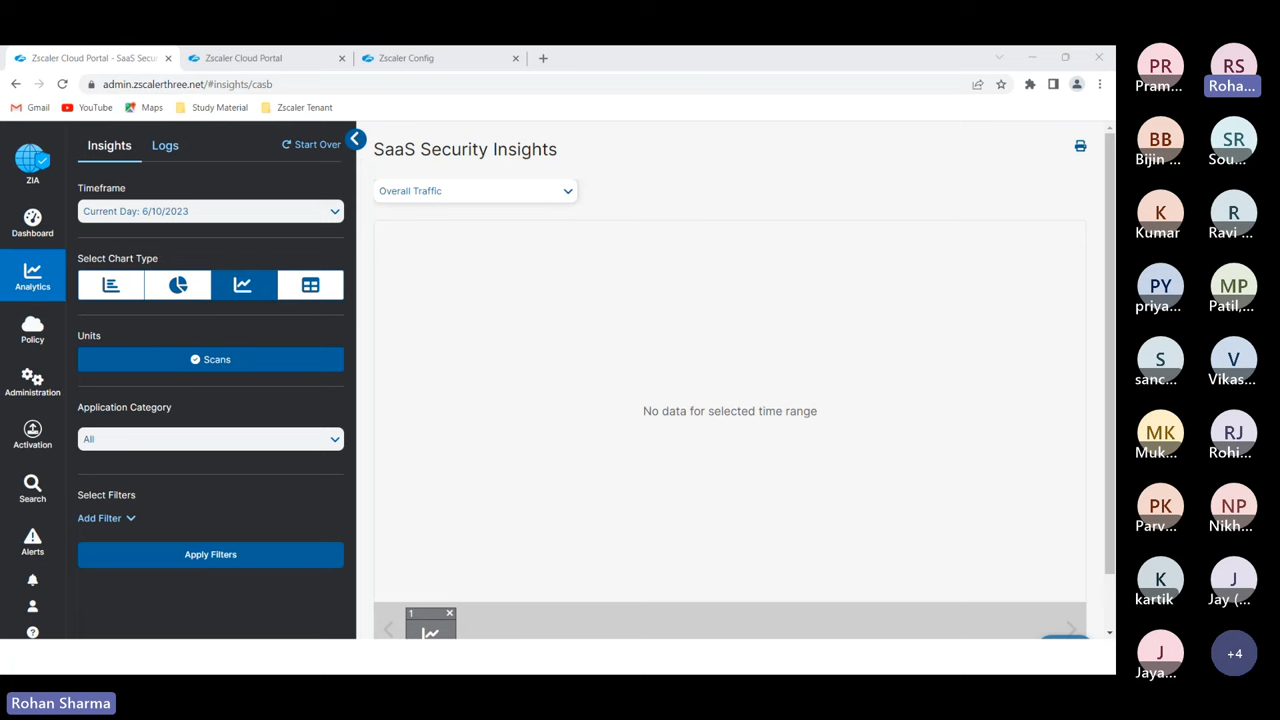 Zscaler Cloud Portal - SaaS Secu
Zscaler Cloud Portal
Zscaler Config
admin.zscalerthree.net/#insights/casb
Gmail
YouTube
Maps
Study Material
Zscaler Tenant
ZIA
Dashboard
Analytics
Policy
Administration
Activation
Search
Alerts
Insights
Logs
Start Over
Timeframe
Current Day: 6/10/2023
Select Chart Type
Units
Scans
Application Category
All
Select Filters
Add Filter
Apply Filters
SaaS Security Insights
Overall Traffic
No data for selected time range
1
PR
Pram...
RS
Roha...
BB
Bijin ...
SR
Sou...
K
Kumar
R
Ravi ...
PY
priya...
MP
Patil,...
S
sanc...
V
Vikas...
MK
Muk...
RJ
Rohi...
PK
Parv...
NP
Nikh...
K
kartik
J
Jay (...
J
Jaya...
+4
Rohan Sharma